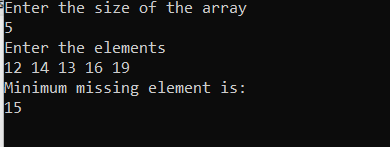 Enter the size of the array
5
Enter the elements
12 14 13 16 19
Minimum missing element is:
15